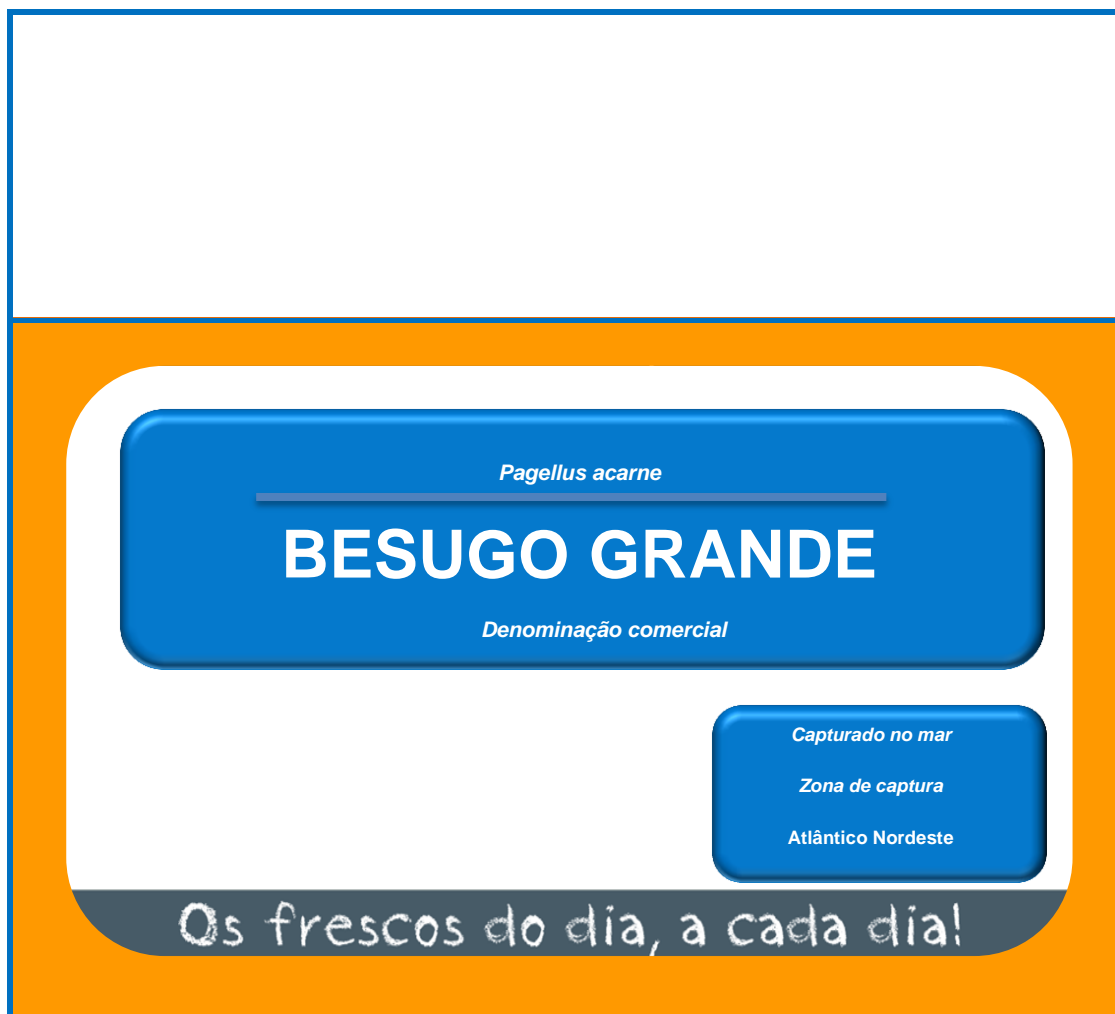 Pagellus acarne
BESUGO GRANDE
Denominação comercial
Capturado no mar
Zona de captura
Atlântico Nordeste
Os frescos do dia, a cada dia!